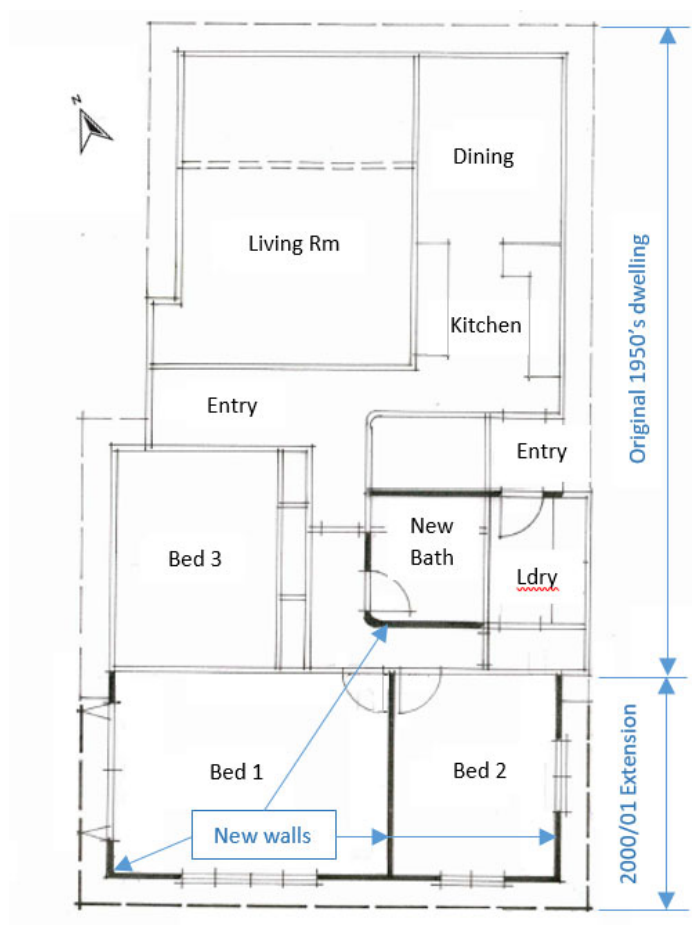 N
Dining
Living Rm
Kitchen
Entry
Entry
New
Bath
Bed 3
Ldry
Bed 1
Bed 2
New walls
Original 1950's dwelling
2000/01 Extension